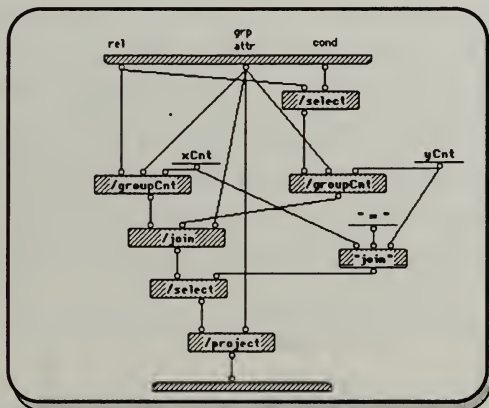 rel grp cond
attr
/select
xCnt yCnt
/groupCnt /groupCnt
" = "
/join "join"
/select
/project